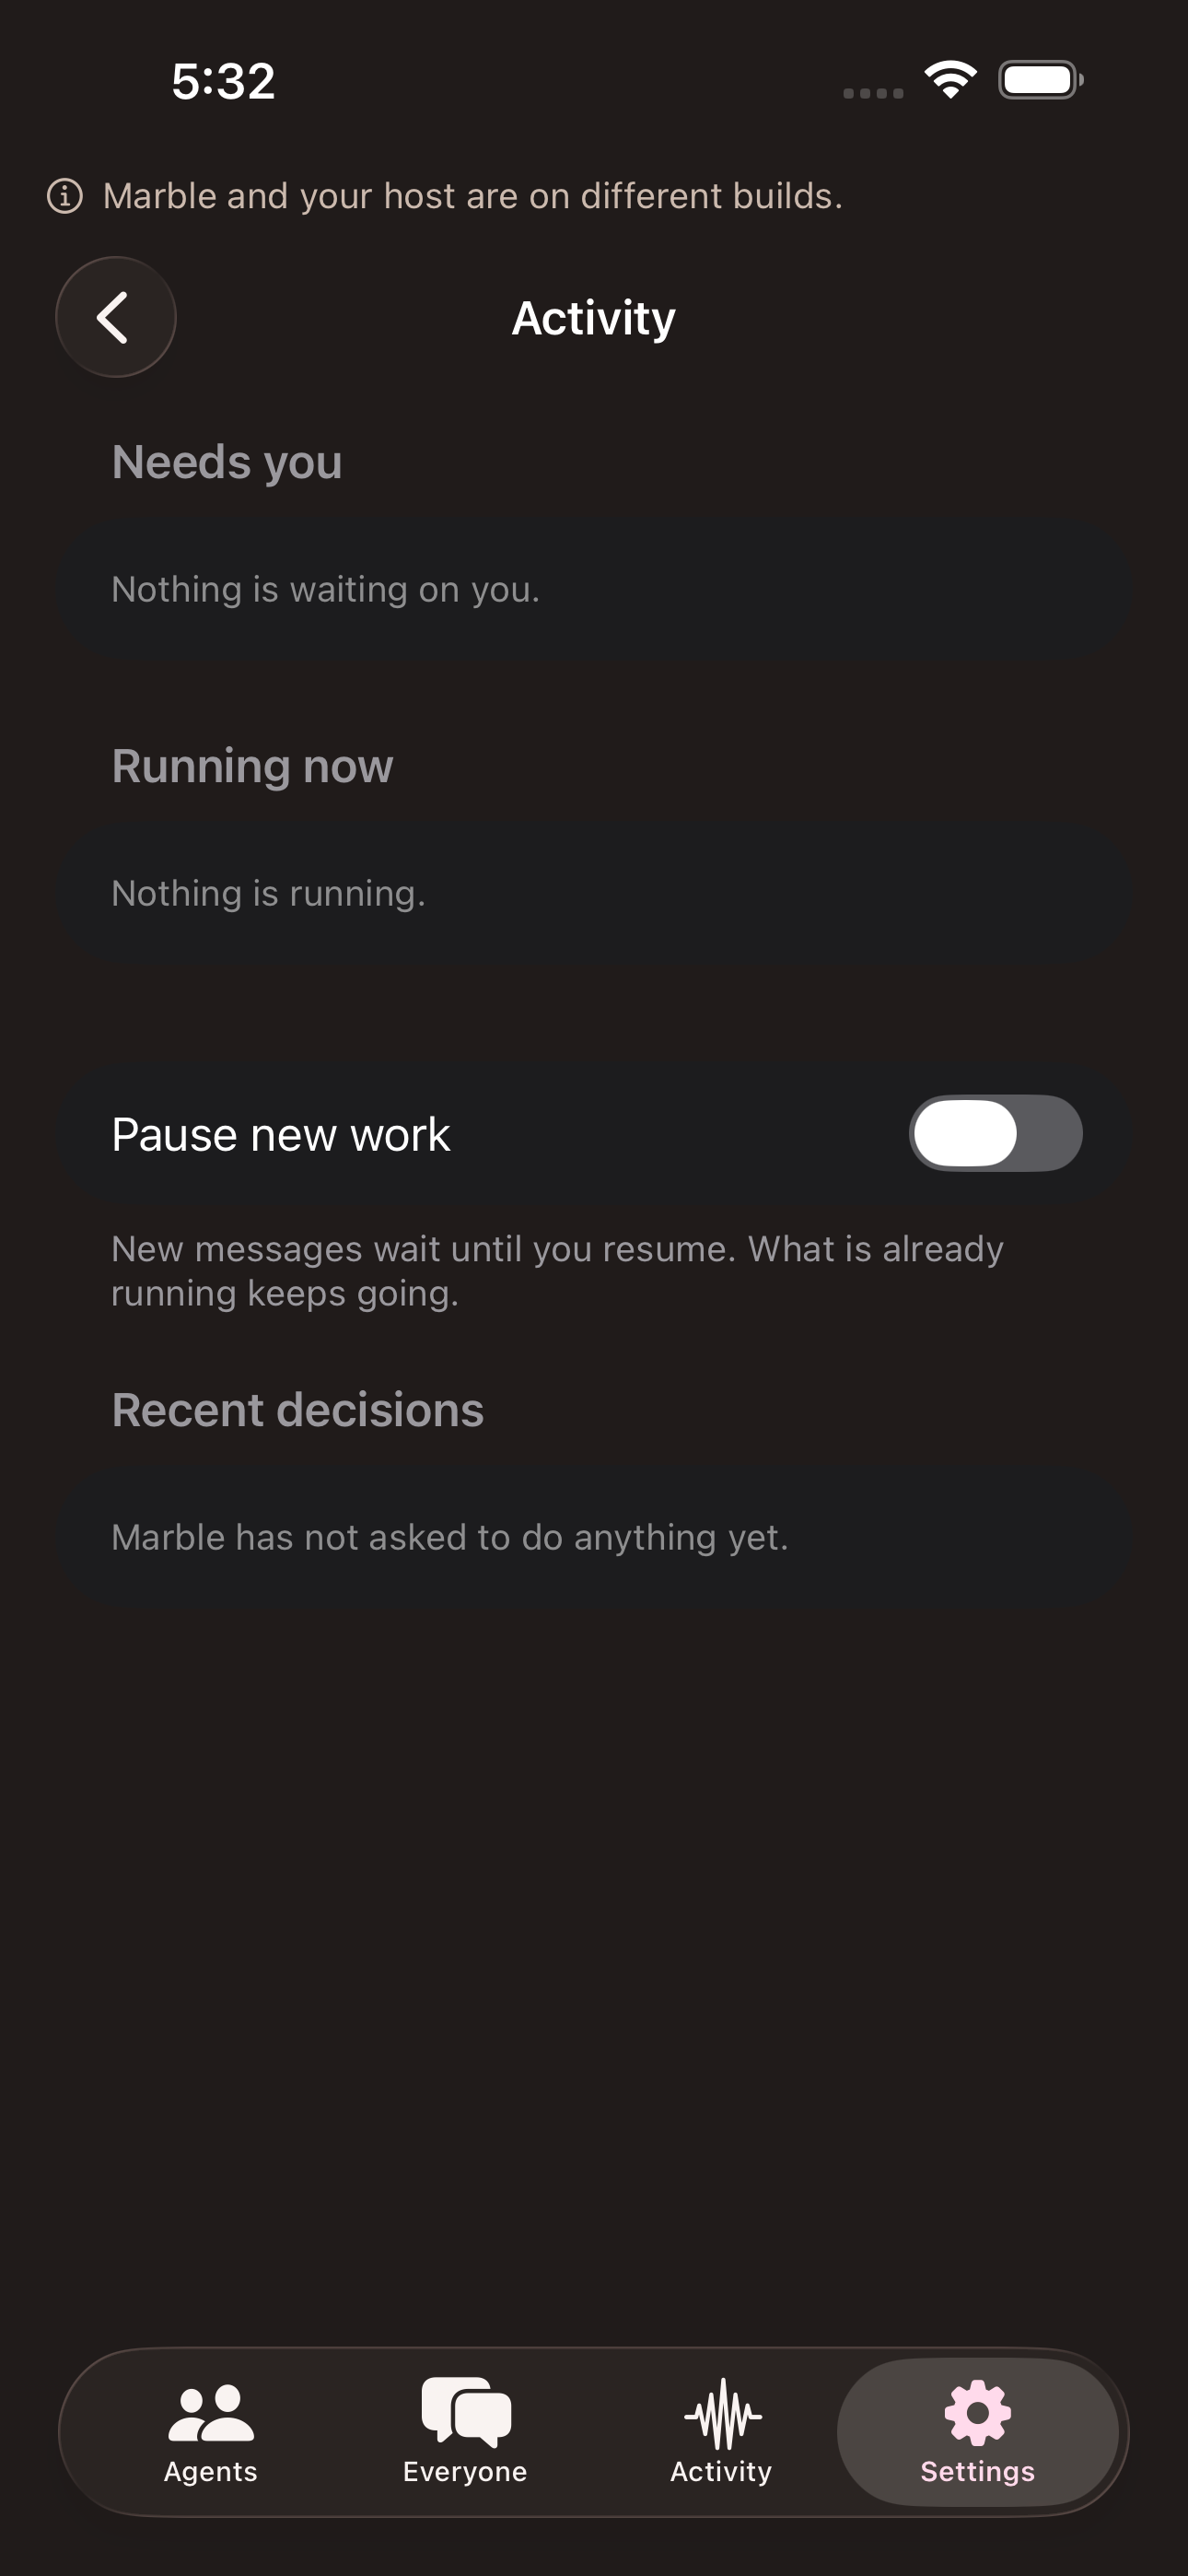 5:32
Marble and your host are on different builds.
Activity
Needs you
Nothing is waiting on you.
Running now
Nothing is running.
Pause new work
New messages wait until you resume. What is already
running keeps going.
Recent decisions
Marble has not asked to do anything yet.
Agents
Everyone
Activity
Settings